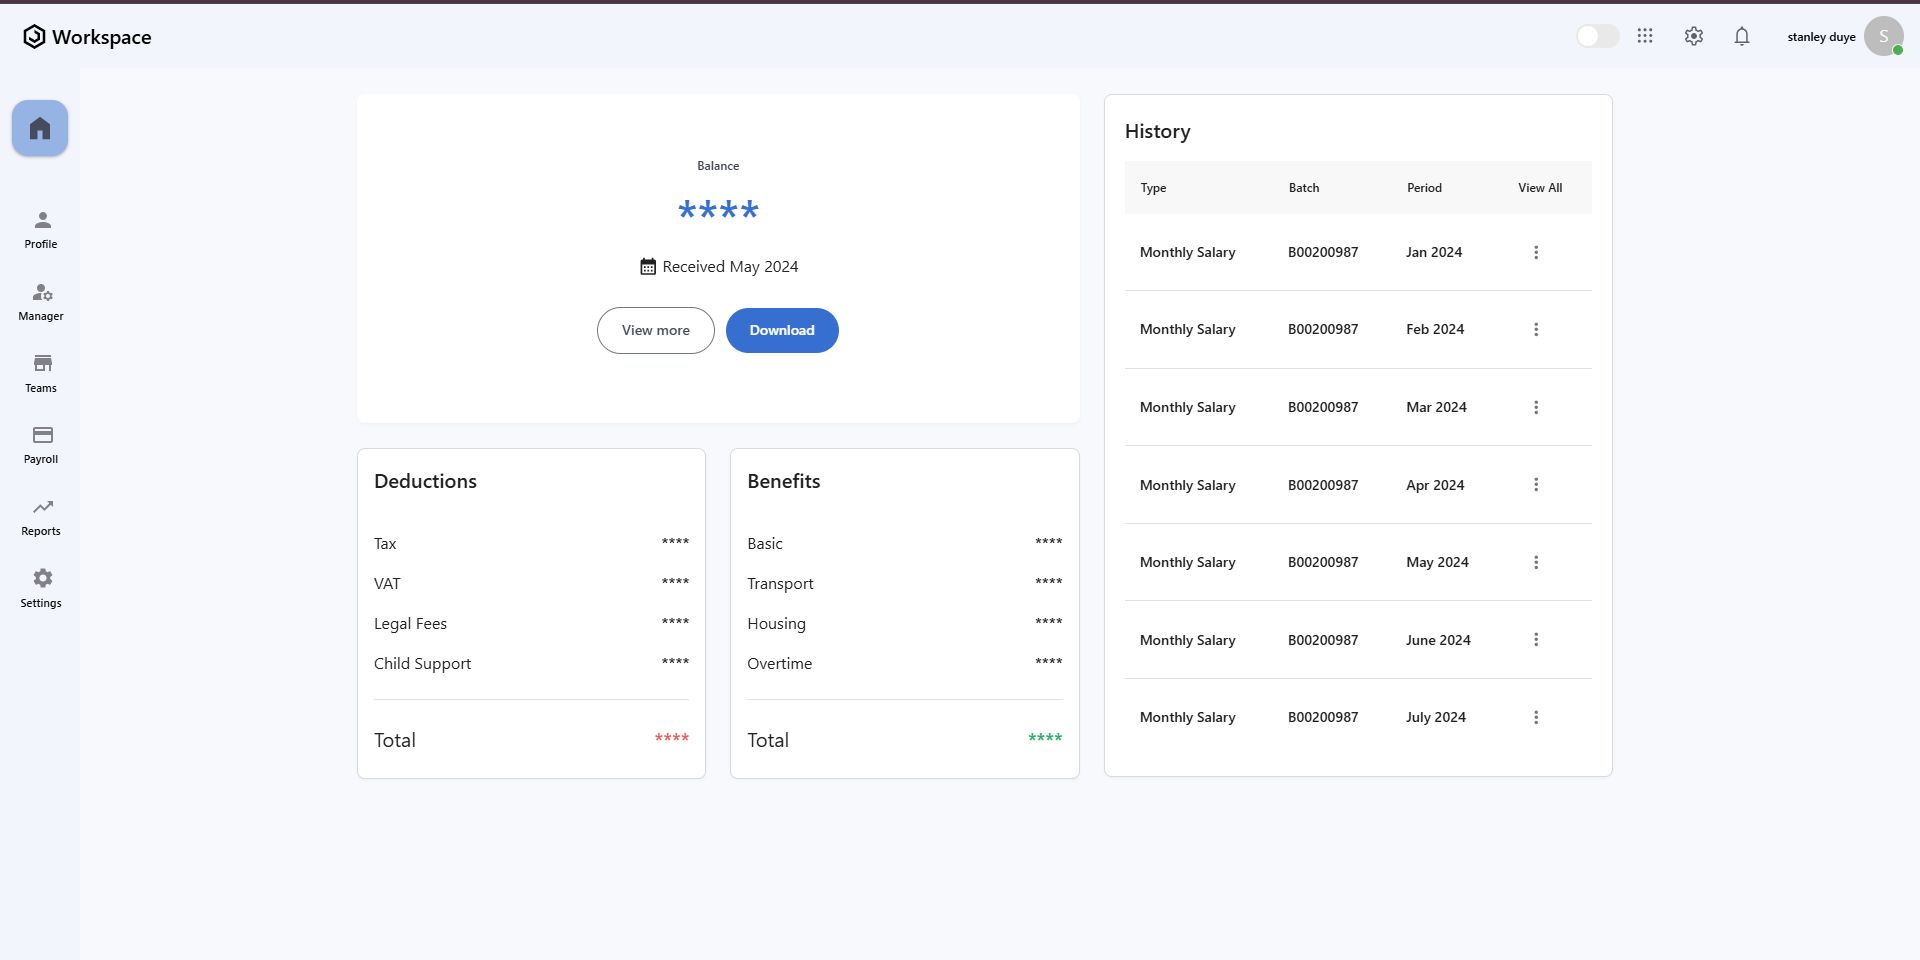 Workspace
stanley duye
S
Profile
Manager
Teams
Payroll
Reports
Settings
Balance
****
Received May 2024
View more Download
Deductions
Tax ****
VAT ****
Legal Fees ****
Child Support ****
Total ****
Benefits
Basic ****
Transport ****
Housing ****
Overtime ****
Total ****
History
Type Batch Period View All
Monthly Salary B00200987 Jan 2024
Monthly Salary B00200987 Feb 2024
Monthly Salary B00200987 Mar 2024
Monthly Salary B00200987 Apr 2024
Monthly Salary B00200987 May 2024
Monthly Salary B00200987 June 2024
Monthly Salary B00200987 July 2024